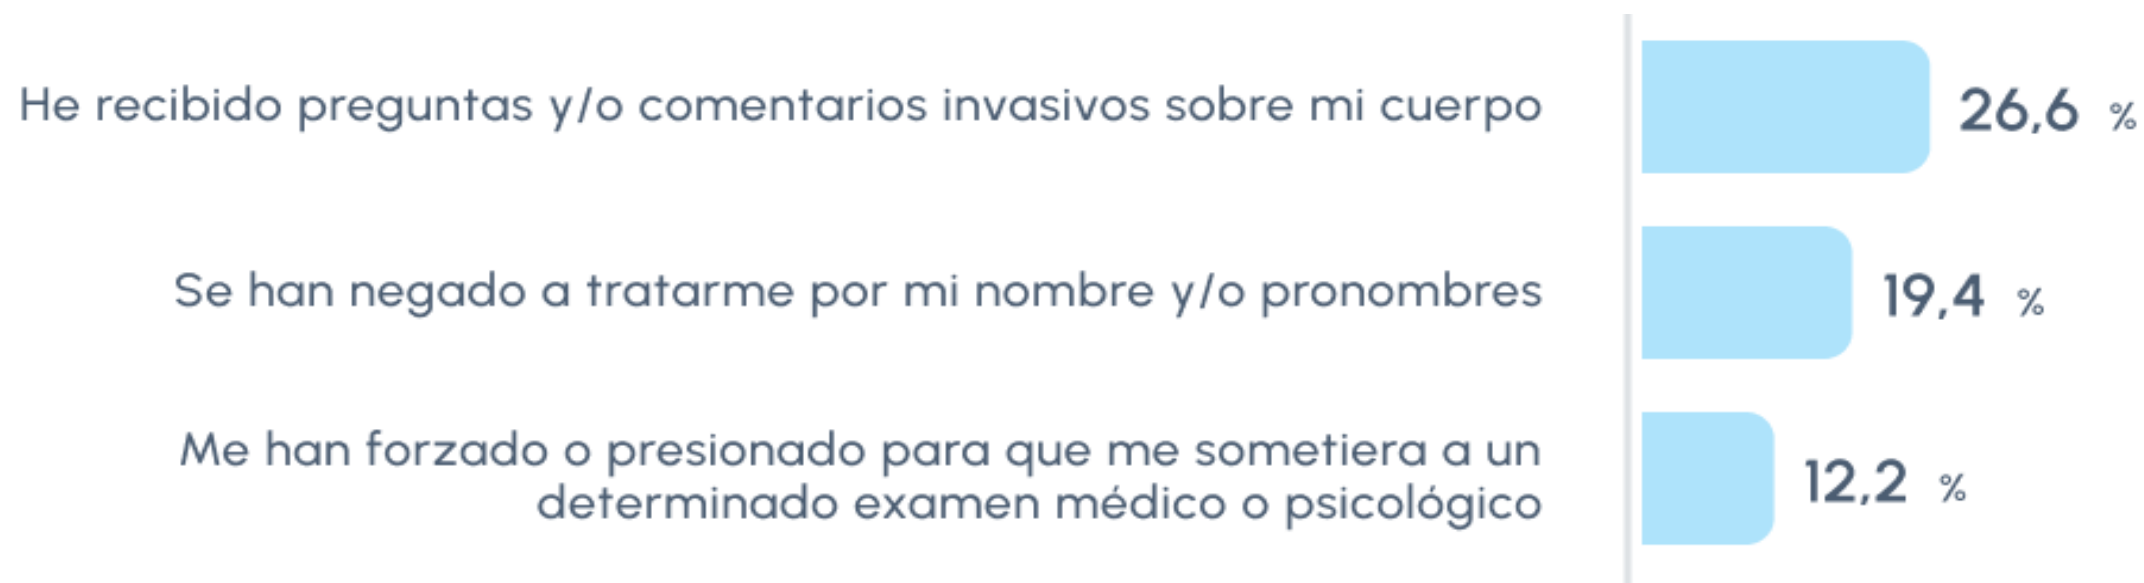 He recibido preguntas y/o comentarios invasivos sobre mi cuerpo
26,6 %
Se han negado a tratarme por mi nombre y/o pronombres
19,4 %
Me han forzado o presionado para que me sometiera a un
determinado examen médico o psicológico
12,2 %